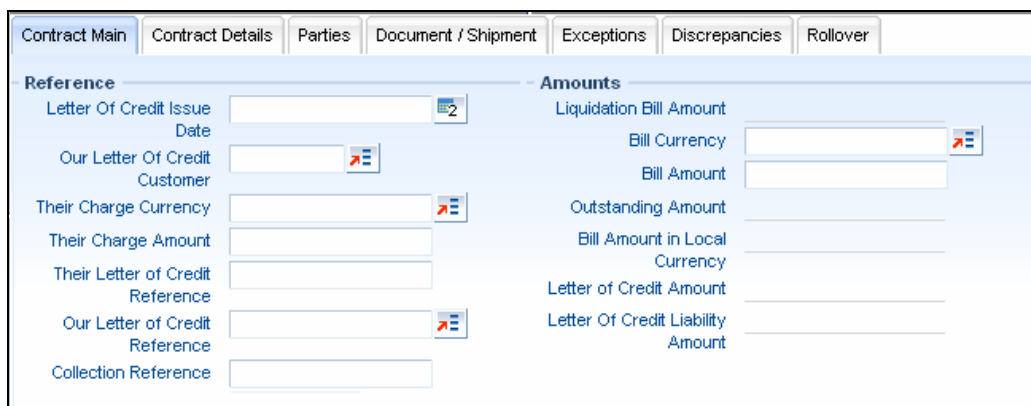 Contract Main Contract Details Parties Document / Shipment Exceptions Discrepancies Rollover
Reference
Letter Of Credit Issue
Date
2
Our Letter Of Credit
Customer
Their Charge Currency
Their Charge Amount
Their Letter of Credit
Reference
Our Letter of Credit
Reference
Collection Reference
Amounts
Liquidation Bill Amount
Bill Currency
Bill Amount
Outstanding Amount
Bill Amount in Local
Currency
Letter of Credit Amount
Letter Of Credit Liability
Amount